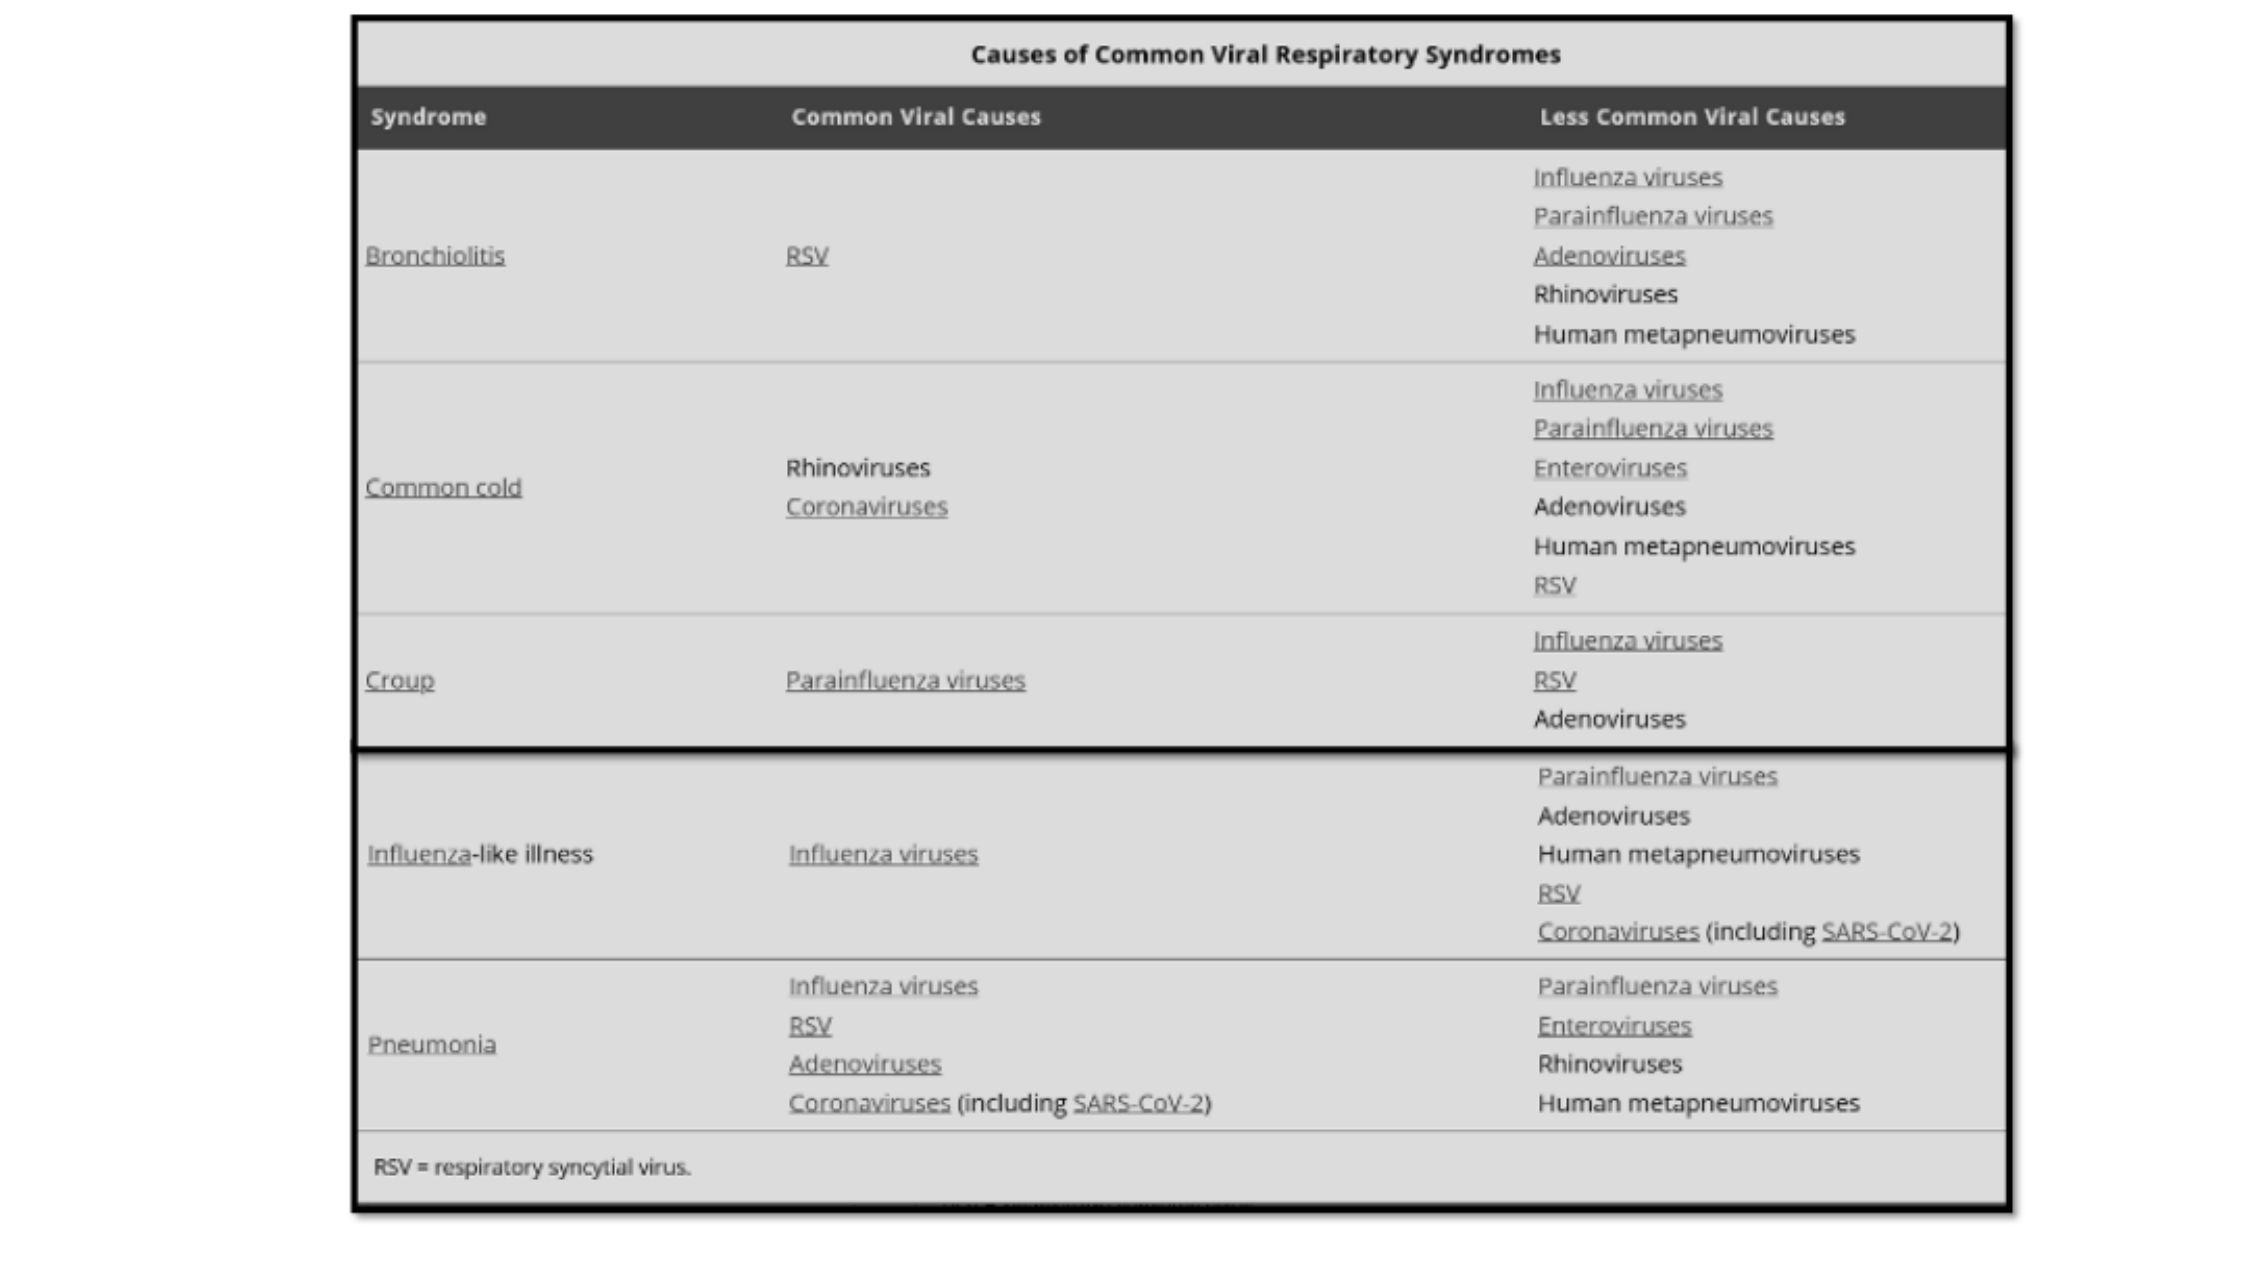 Causes of Common Viral Respiratory Syndromes
Syndrome Common Viral Causes Less Common Viral Causes
Bronchiolitis
RSV
Influenza viruses
Parainfluenza viruses
Adenoviruses
Rhinoviruses
Human metapneumoviruses
Common cold
Rhinoviruses
Coronaviruses
Influenza viruses
Parainfluenza viruses
Enteroviruses
Adenoviruses
Human metapneumoviruses
RSV
Croup
Parainfluenza viruses
Influenza viruses
RSV
Adenoviruses
Influenza-like illness
Influenza viruses
Parainfluenza viruses
Adenoviruses
Human metapneumoviruses
RSV
Coronaviruses (including SARS-CoV-2)
Pneumonia
Influenza viruses
RSV
Adenoviruses
Coronaviruses (including SARS-CoV-2)
Parainfluenza viruses
Enteroviruses
Rhinoviruses
Human metapneumoviruses
RSV = respiratory syncytial virus.